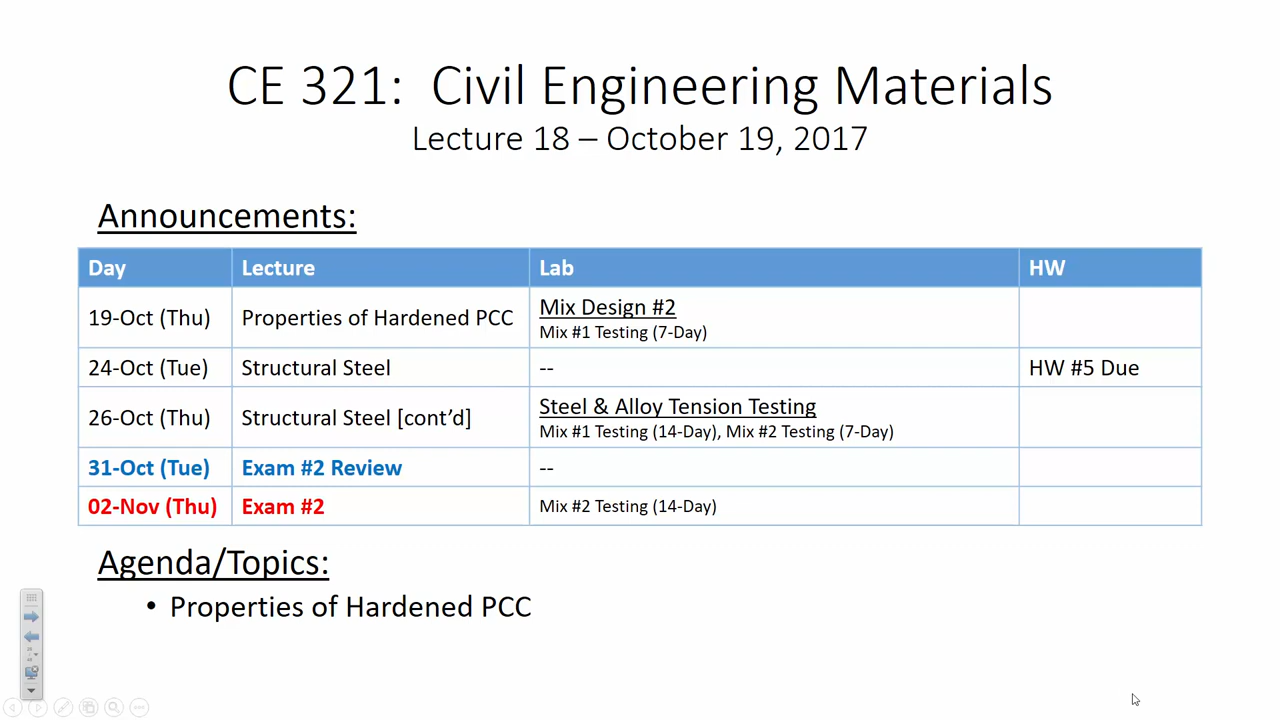 CE 321:  Civil Engineering Materials
Lecture 18 – October 19, 2017
Announcements:
Day Lecture Lab HW
19-Oct (Thu) Properties of Hardened PCC Mix Design #2
Mix #1 Testing (7-Day)
24-Oct (Tue) Structural Steel -- HW #5 Due
26-Oct (Thu) Structural Steel [cont’d] Steel & Alloy Tension Testing
Mix #1 Testing (14-Day), Mix #2 Testing (7-Day)
31-Oct (Tue) Exam #2 Review --
02-Nov (Thu) Exam #2 Mix #2 Testing (14-Day)
Agenda/Topics:
• Properties of Hardened PCC